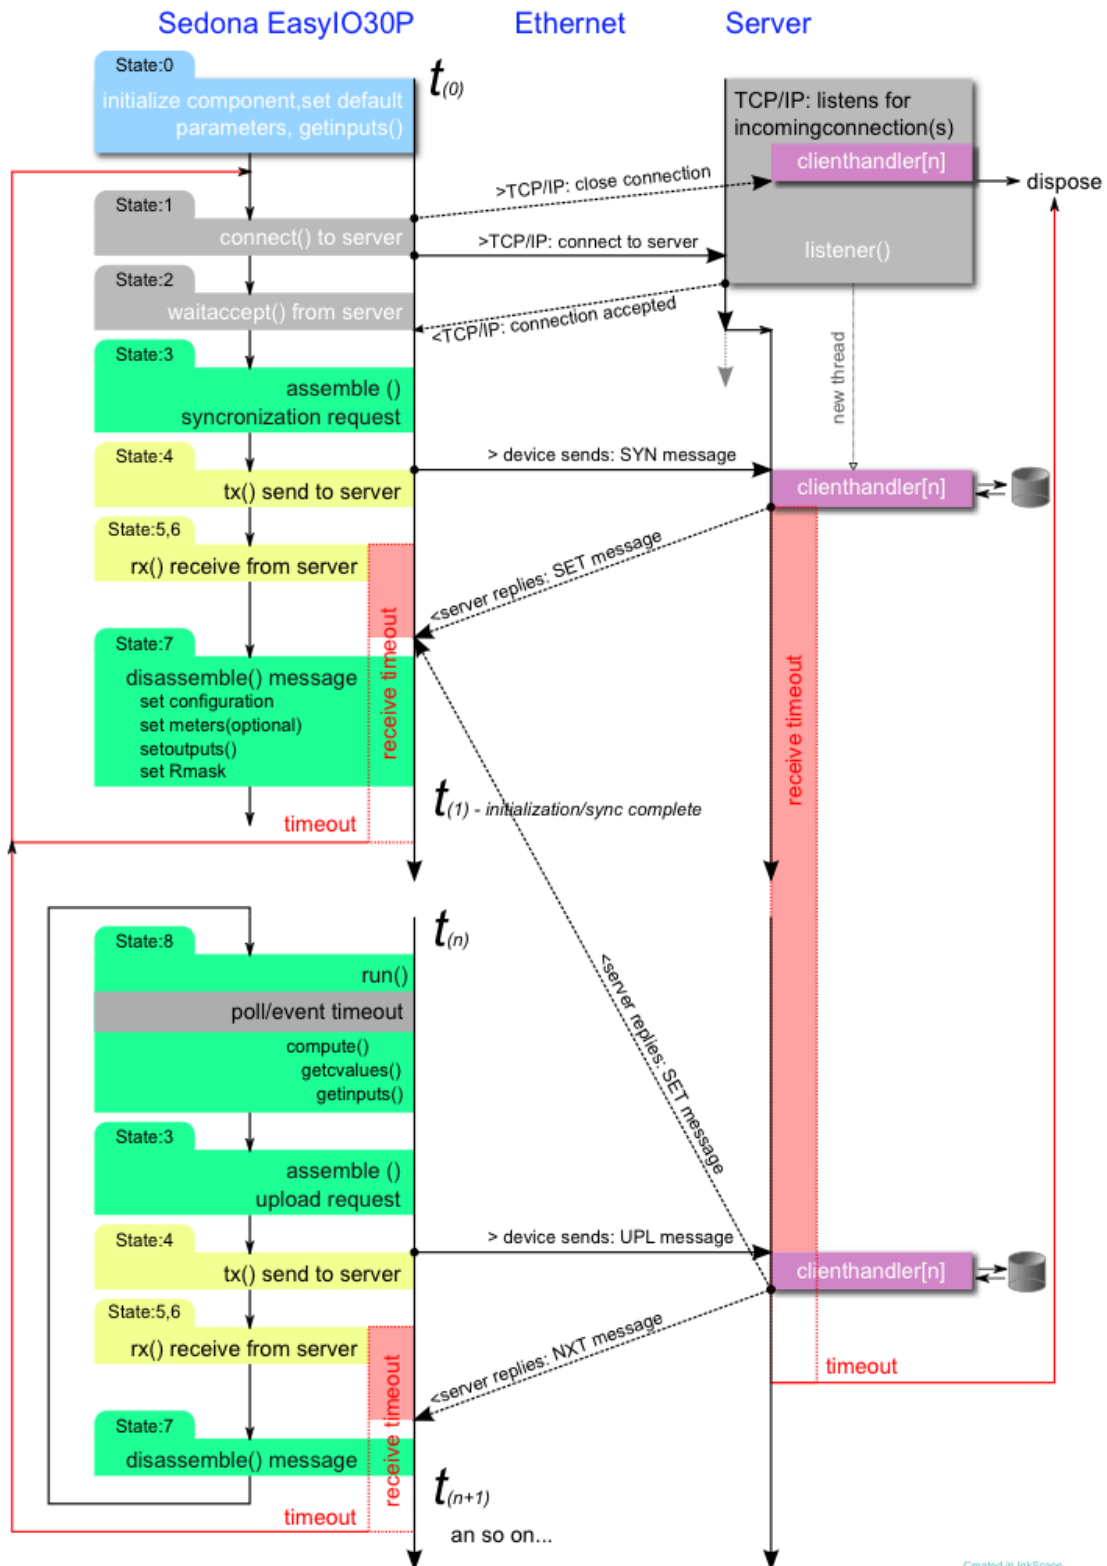 Sedona EasyIO30P
Ethernet
Server
State:0
initialize component,set default
parameters, getinputs()
t(0)
TCP/IP: listens for
incomingconnection(s)
clienthandler[n]
dispose
>TCP/IP: close connection
State:1
connect() to server
>TCP/IP: connect to server
listener()
State:2
waitaccept() from server
<TCP/IP: connection accepted
new thread
State:3
assemble ()
syncronization request
State:4
tx() send to server
> device sends: SYN message
clienthandler[n]
State:5,6
rx() receive from server
<server replies: SET message
receive timeout
receive timeout
State:7
disassemble() message
set configuration
set meters(optional)
setoutputs()
set Rmask
t(1) - initialization/sync complete
timeout
t(n)
State:8
run()
poll/event timeout
compute()
getcvalues()
getinputs()
<server replies: SET message
State:3
assemble ()
upload request
State:4
tx() send to server
> device sends: UPL message
clienthandler[n]
State:5,6
rx() receive from server
<server replies: NXT message
timeout
receive timeout
State:7
disassemble() message
t(n+1)
timeout
an so on...
Created in InkScape